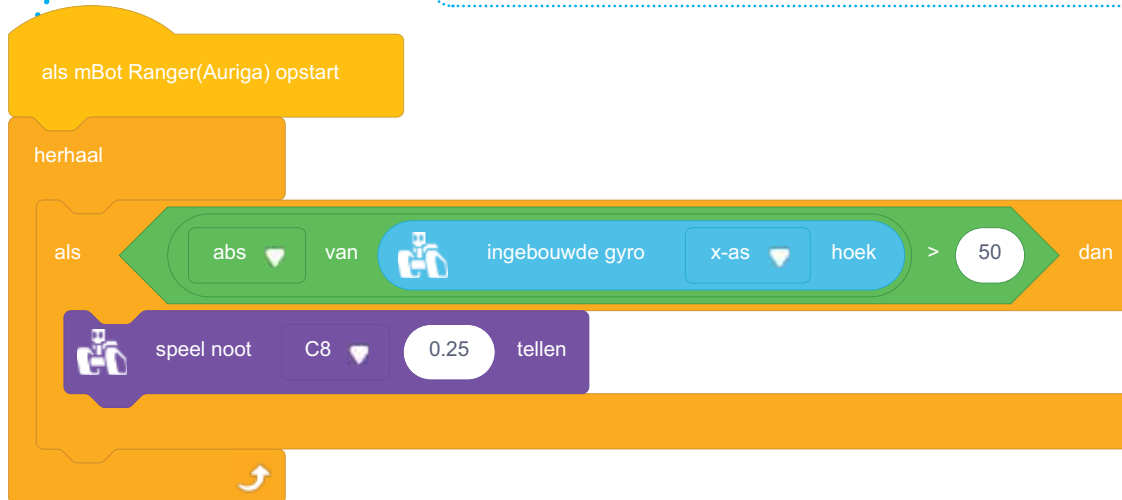 als mBot Ranger(Auriga) opstart
herhaal
als abs van ingebouwde gyro x-as hoek > 50 dan
speel noot C8 0.25 tellen